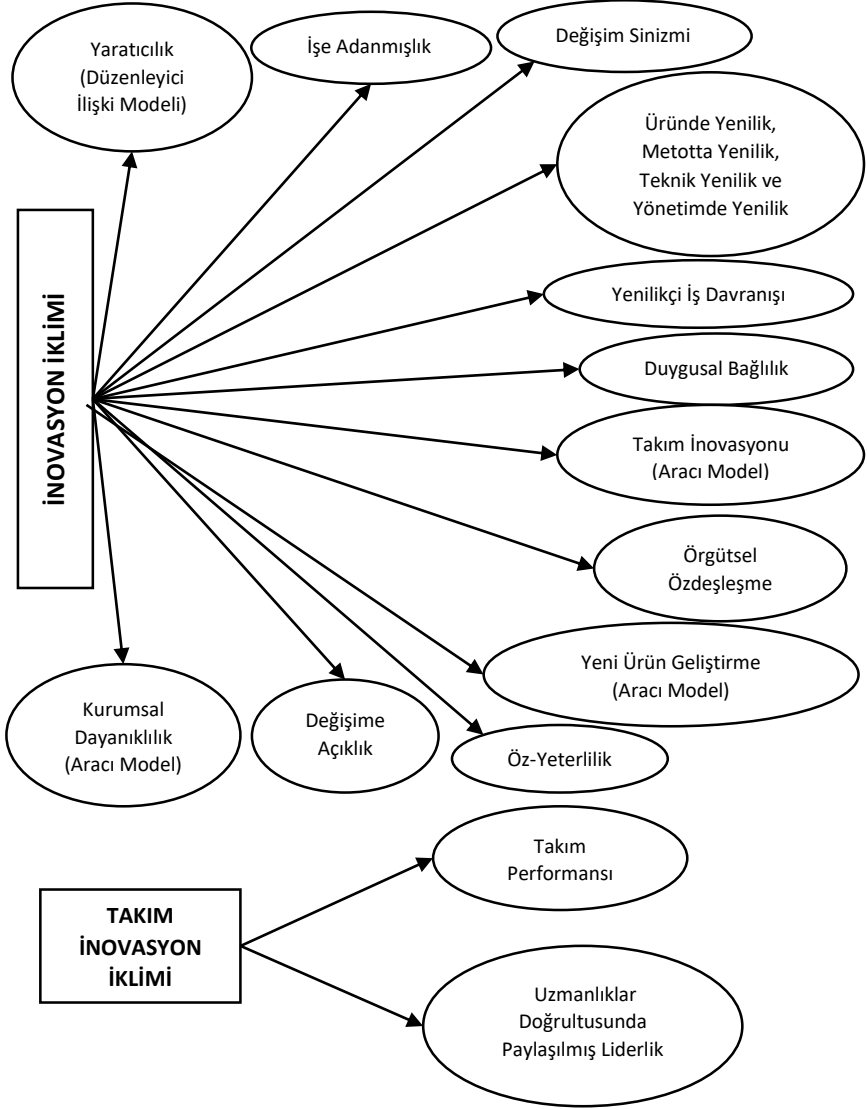 Yaratıcılık
(Düzenleyici
İlişki Modeli)
İşe Adanmışlık
Değişim Sinizmi
Üründe Yenilik,
Metotta Yenilik,
Teknik Yenilik ve
Yönetimde Yenilik
İNOVASYON İKLİMİ
Yenilikçi İş Davranışı
Duygusal Bağlılık
Takım İnovasyonu
(Aracı Model)
Örgütsel
Özdeşleşme
Yeni Ürün Geliştirme
(Aracı Model)
Kurumsal
Dayanıklılık
(Aracı Model)
Değişime
Açıklık
Öz-Yeterlilik
Takım
Performansı
TAKIM
İNOVASYON
İKLİMİ
Uzmanlıklar
Doğrultusunda
Paylaşılmış Liderlik